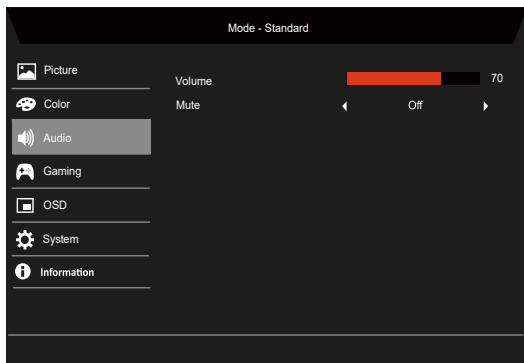 Mode - Standard
Picture
Color
Audio
Gaming
OSD
System
Information
Volume 70
Mute Off